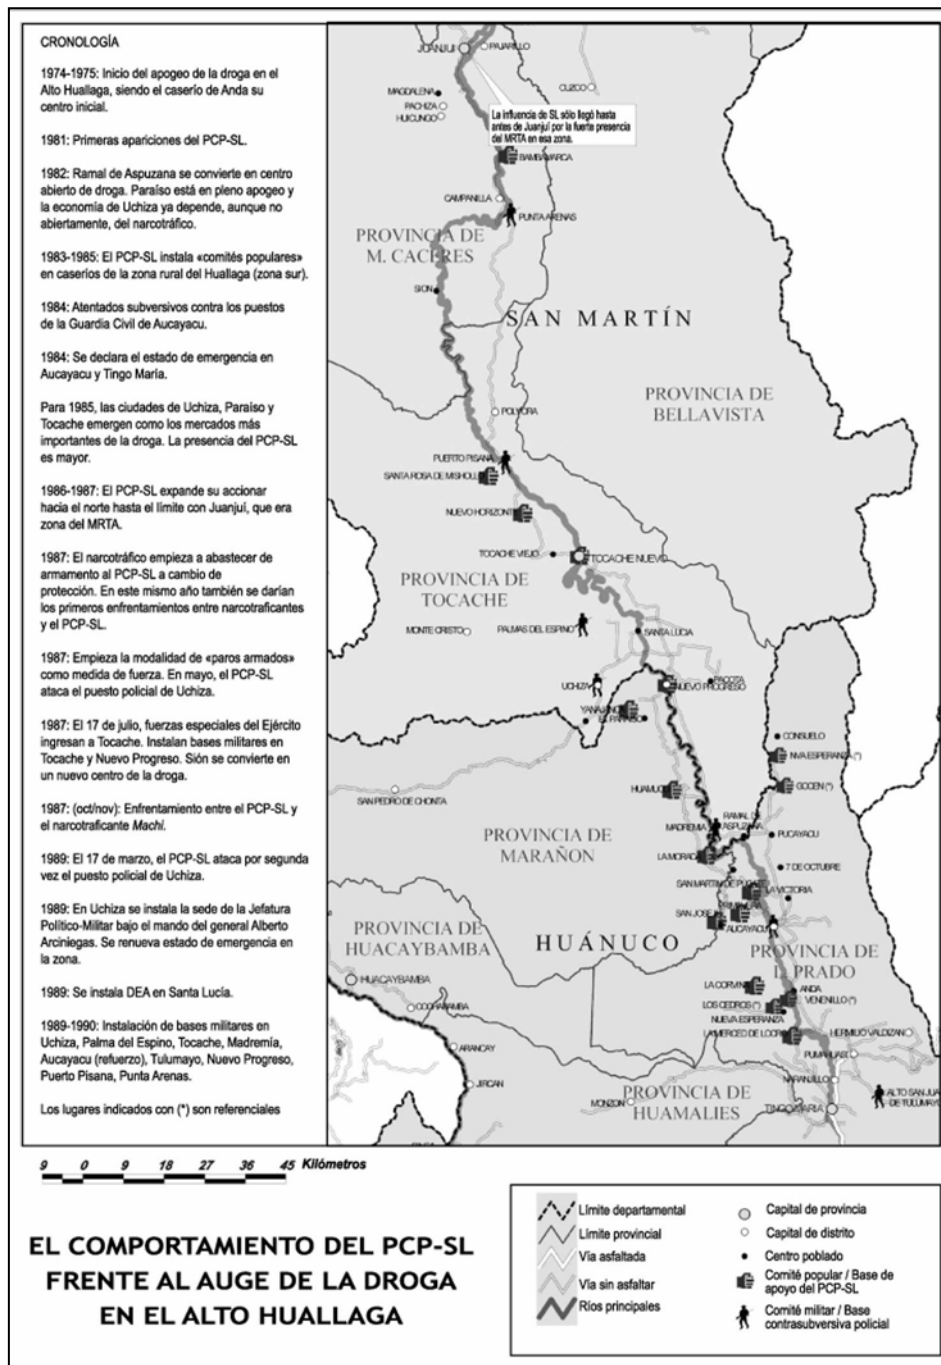 CRONOLOGÍA
1974-1975: Inicio del apogeo de la droga en el
Alto Huallaga, siendo el caserío de Anda su
centro inicial.
1981: Primeras apariciones del PCP-SL.
1982: Ramal de Aspuzana se convierte en centro
abierto de droga. Paraíso está en pleno apogeo y
la economía de Uchiza ya depende, aunque no
abiertamente, del narcotráfico.
1983-1985: El PCP-SL instala «comités populares»
en caseríos de la zona rural del Huallaga (zona sur).
1984: Atentados subversivos contra los puestos
de la Guardia Civil de Aucayacu.
1984: Se declara el estado de emergencia en
Aucayacu y Tingo María.
Para 1985, las ciudades de Uchiza, Paraíso y
Tocache emergen como los mercados más
importantes de la droga. La presencia del PCP-SL
es mayor.
1986-1987: El PCP-SL expande su accionar
hacia el norte hasta el límite con Juanjuí, que era
zona del MRTA.
1987: El narcotráfico empieza a abastecer de
armamento al PCP-SL a cambio de
protección. En este mismo año también se darían
los primeros enfrentamientos entre narcotraficantes
y el PCP-SL.
1987: Empieza la modalidad de «paros armados»
como medida de fuerza. En mayo, el PCP-SL
ataca el puesto policial de Uchiza.
1987: El 17 de julio, fuerzas especiales del Ejército
ingresan a Tocache. Instalan bases militares en
Tocache y Nuevo Progreso. Sión se convierte en
un nuevo centro de la droga.
1987: (oct/nov): Enfrentamiento entre el PCP-SL y
el narcotraficante Machi.
1989: El 17 de marzo, el PCP-SL ataca por segunda
vez el puesto policial de Uchiza.
1989: En Uchiza se instala la sede de la Jefatura
Político-Militar bajo el mando del general Alberto
Arciniegas. Se renueva estado de emergencia en
la zona.
1989: Se instala DEA en Santa Lucía.
1989-1990: Instalación de bases militares en
Uchiza, Palma del Espino, Tocache, Madremía,
Aucayacu (refuerzo), Tulumayo, Nuevo Progreso,
Puerto Pisana, Punta Arenas.
Los lugares indicados con (*) son referenciales
JUANJUI
PAJARILLO
MAGDALENA
CUZCO
PACHIZA
HUICUNGO
La influencia de SL sólo llegó hasta
antes de Juanjuí por la fuerte presencia
del MRTA en esa zona.
BAMBAMARCA
CAMPANILLA
PUNTA ARENAS
PROVINCIA DE
M. CACERES
SION
SAN MARTÍN
PROVINCIA DE
BELLAVISTA
POLVORA
PUERTO PISANA
SANTA ROSA DE MISHOLL
NUEVO HORIZONT
TOCACHE VIEJO
TOCACHE NUEVO
PROVINCIA DE
TOCACHE
MONTE CRISTO
PALMAS DEL ESPINO
SANTA LUCIA
UCHIZA
PACOTA
NUEVO PROGRESO
YANAJANC
EL PARAISO
CONSUELO
NVA ESPERANZA (*)
GOCEN (*)
SAN PEDRO DE CHONTA
HUAMUC
RAMAL DE
ASPUZANA
MADREMIA
PUCAYACU
PROVINCIA DE
MARAÑON
LA MORADA
7 DE OCTUBRE
SAN MARTIN DE
LA VICTORIA
SAN JOSE
AUCAYACU
PROVINCIA DE
HUACAYBAMBA
HUÁNUCO
PROVINCIA DE
L. PRADO
HUACAYBAMBA
COCHABAMBA
LA CORVINA
ANDA
LOS CEDROS (*)
VENENILLO (*)
NUEVA ESPERANZA
LA MERCED DE LOCR
HERMILIO VALDIZAN
ARANCAY
PUMAHUASI
JIRCAN
NARANJILLO
MONZON
PROVINCIA DE
HUAMALIES
TINGO MARIA
ALTO SAN JUA
DE TULUMAYO
9 0 9 18 27 36 45 Kilómetros
EL COMPORTAMIENTO DEL PCP-SL
FRENTE AL AUGE DE LA DROGA
EN EL ALTO HUALLAGA
Límite departamental
Límite provincial
Via asfaltada
Via sin asfaltar
Ríos principales
Capital de provincia
Capital de distrito
Centro poblado
Comité popular / Base de
apoyo del PCP-SL
Comité militar / Base
contrasubversiva policial